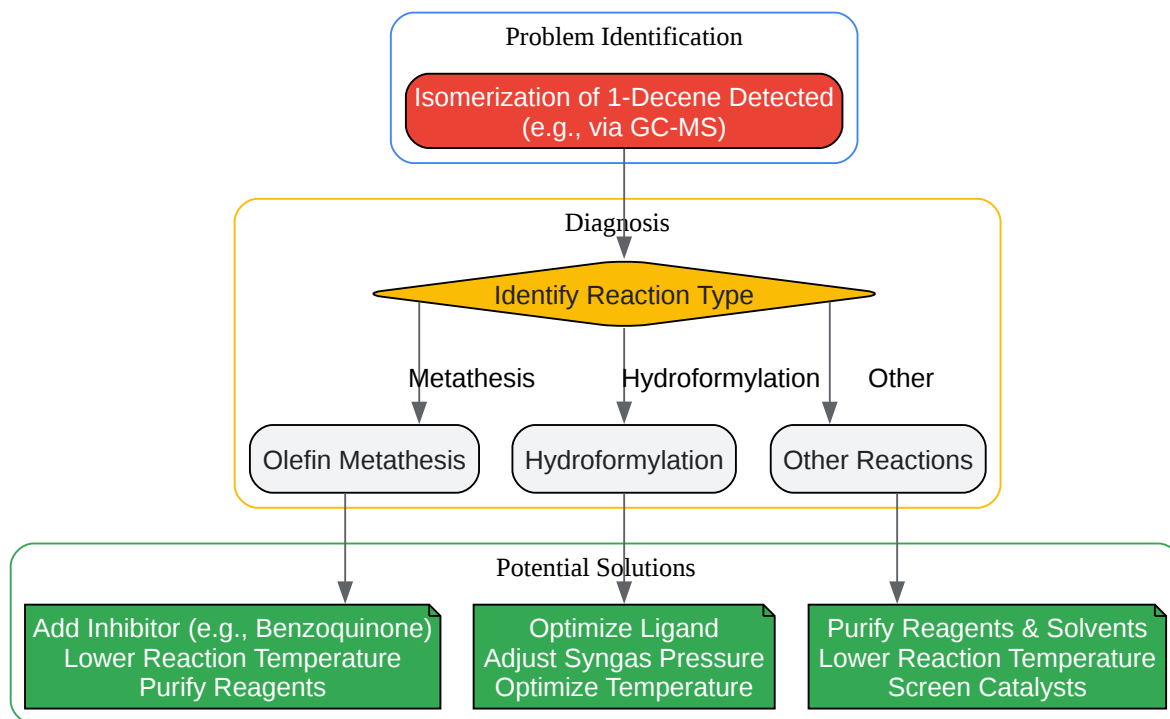 Problem Identification
Isomerization of 1-Decene Detected
(e.g., via GC-MS)
Diagnosis
Identify Reaction Type
Metathesis
Hydroformylation
Other
Olefin Metathesis
Hydroformylation
Other Reactions
Potential Solutions
Add Inhibitor (e.g., Benzoquinone)
Lower Reaction Temperature
Purify Reagents
Optimize Ligand
Adjust Syngas Pressure
Optimize Temperature
Purify Reagents & Solvents
Lower Reaction Temperature
Screen Catalysts